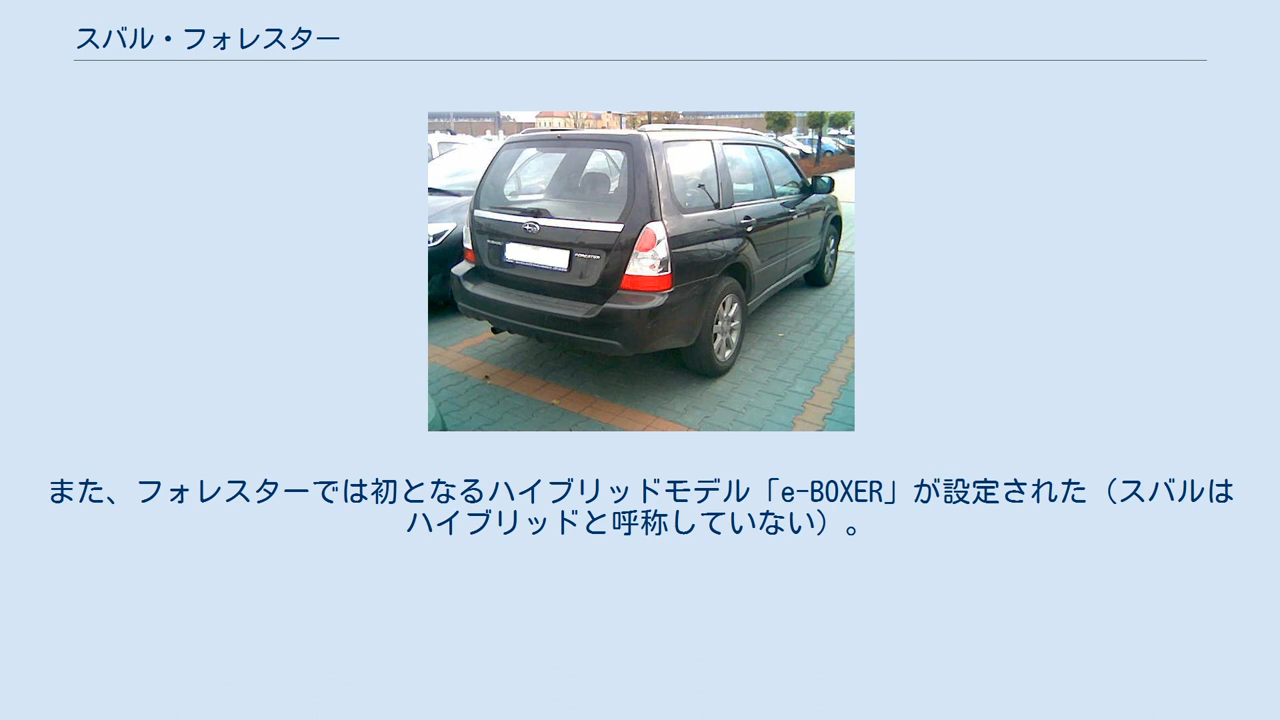 スバル・フォレスター
FORESTER
また、フォレスターでは初となるハイブリッドモデル「e-BOXER」が設定された（スバルは
ハイブリッドと呼称していない）。